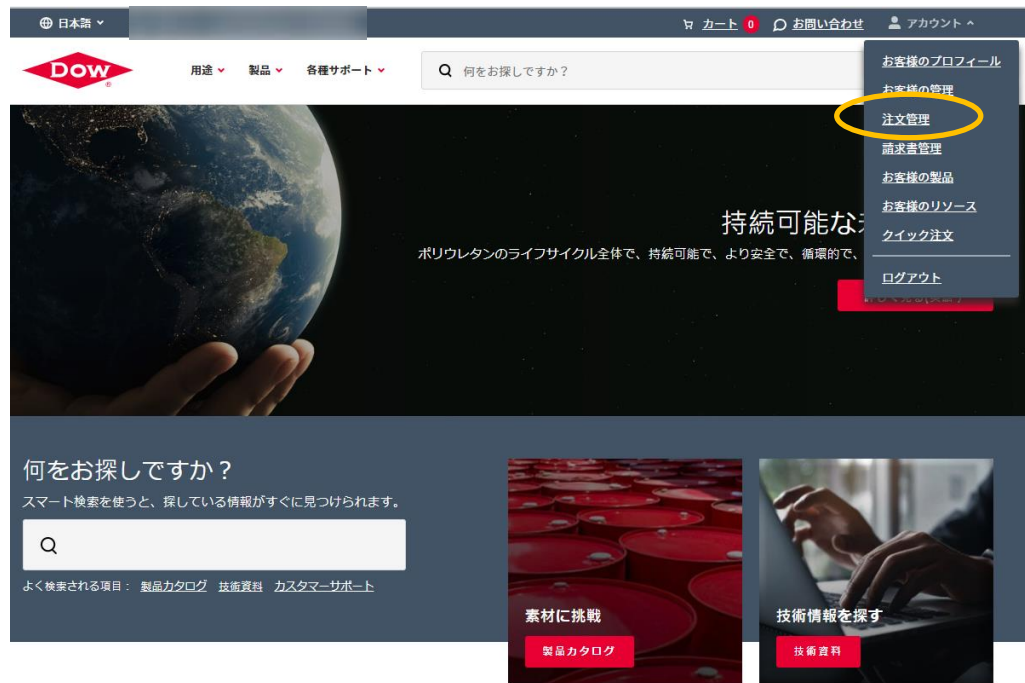 日本語
カート 0 お問い合わせ アカウント
DOW
用途 製品 各種サポート
何をお探しですか？
お客様のプロフィール
お客様の管理
注文管理
請求書管理
お客様の製品
お客様のリソース
クイック注文
ログアウト
持続可能な
ポリウレタンのライフサイクル全体で、持続可能で、より安全で、循環的で、
何をお探しですか？
スマート検索を使うと、探している情報がすぐに見つけられます。
よく検索される項目： 製品カタログ 技術資料 カスタマーサポート
素材に挑戦
製品カタログ
技術情報を探す
技術資料